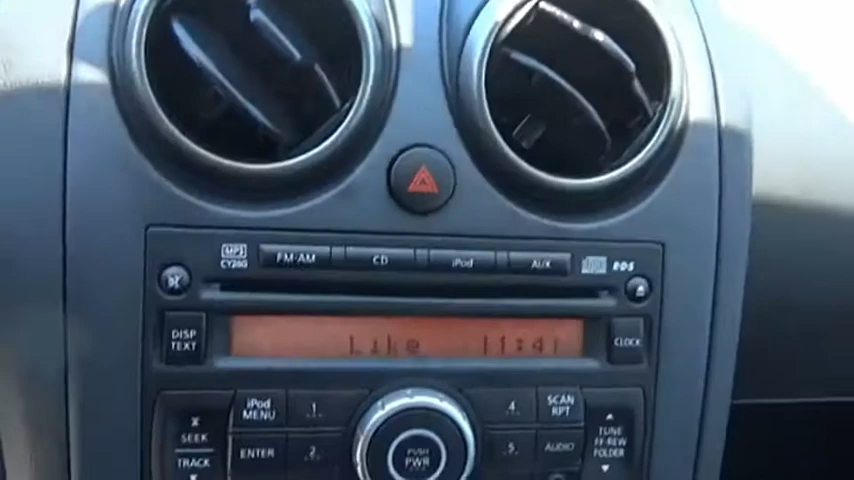 MP3
CY20G
FM·AM
CD
iPod
AUX
RDS
DISP
TEXT
Like 11:41
CLOCK
SEEK
TRACK
iPod
MENU
1
ENTER
2
PUSH
PWR
4
SCAN
RPT
5
AUDIO
TUNE
FF·REW
FOLDER